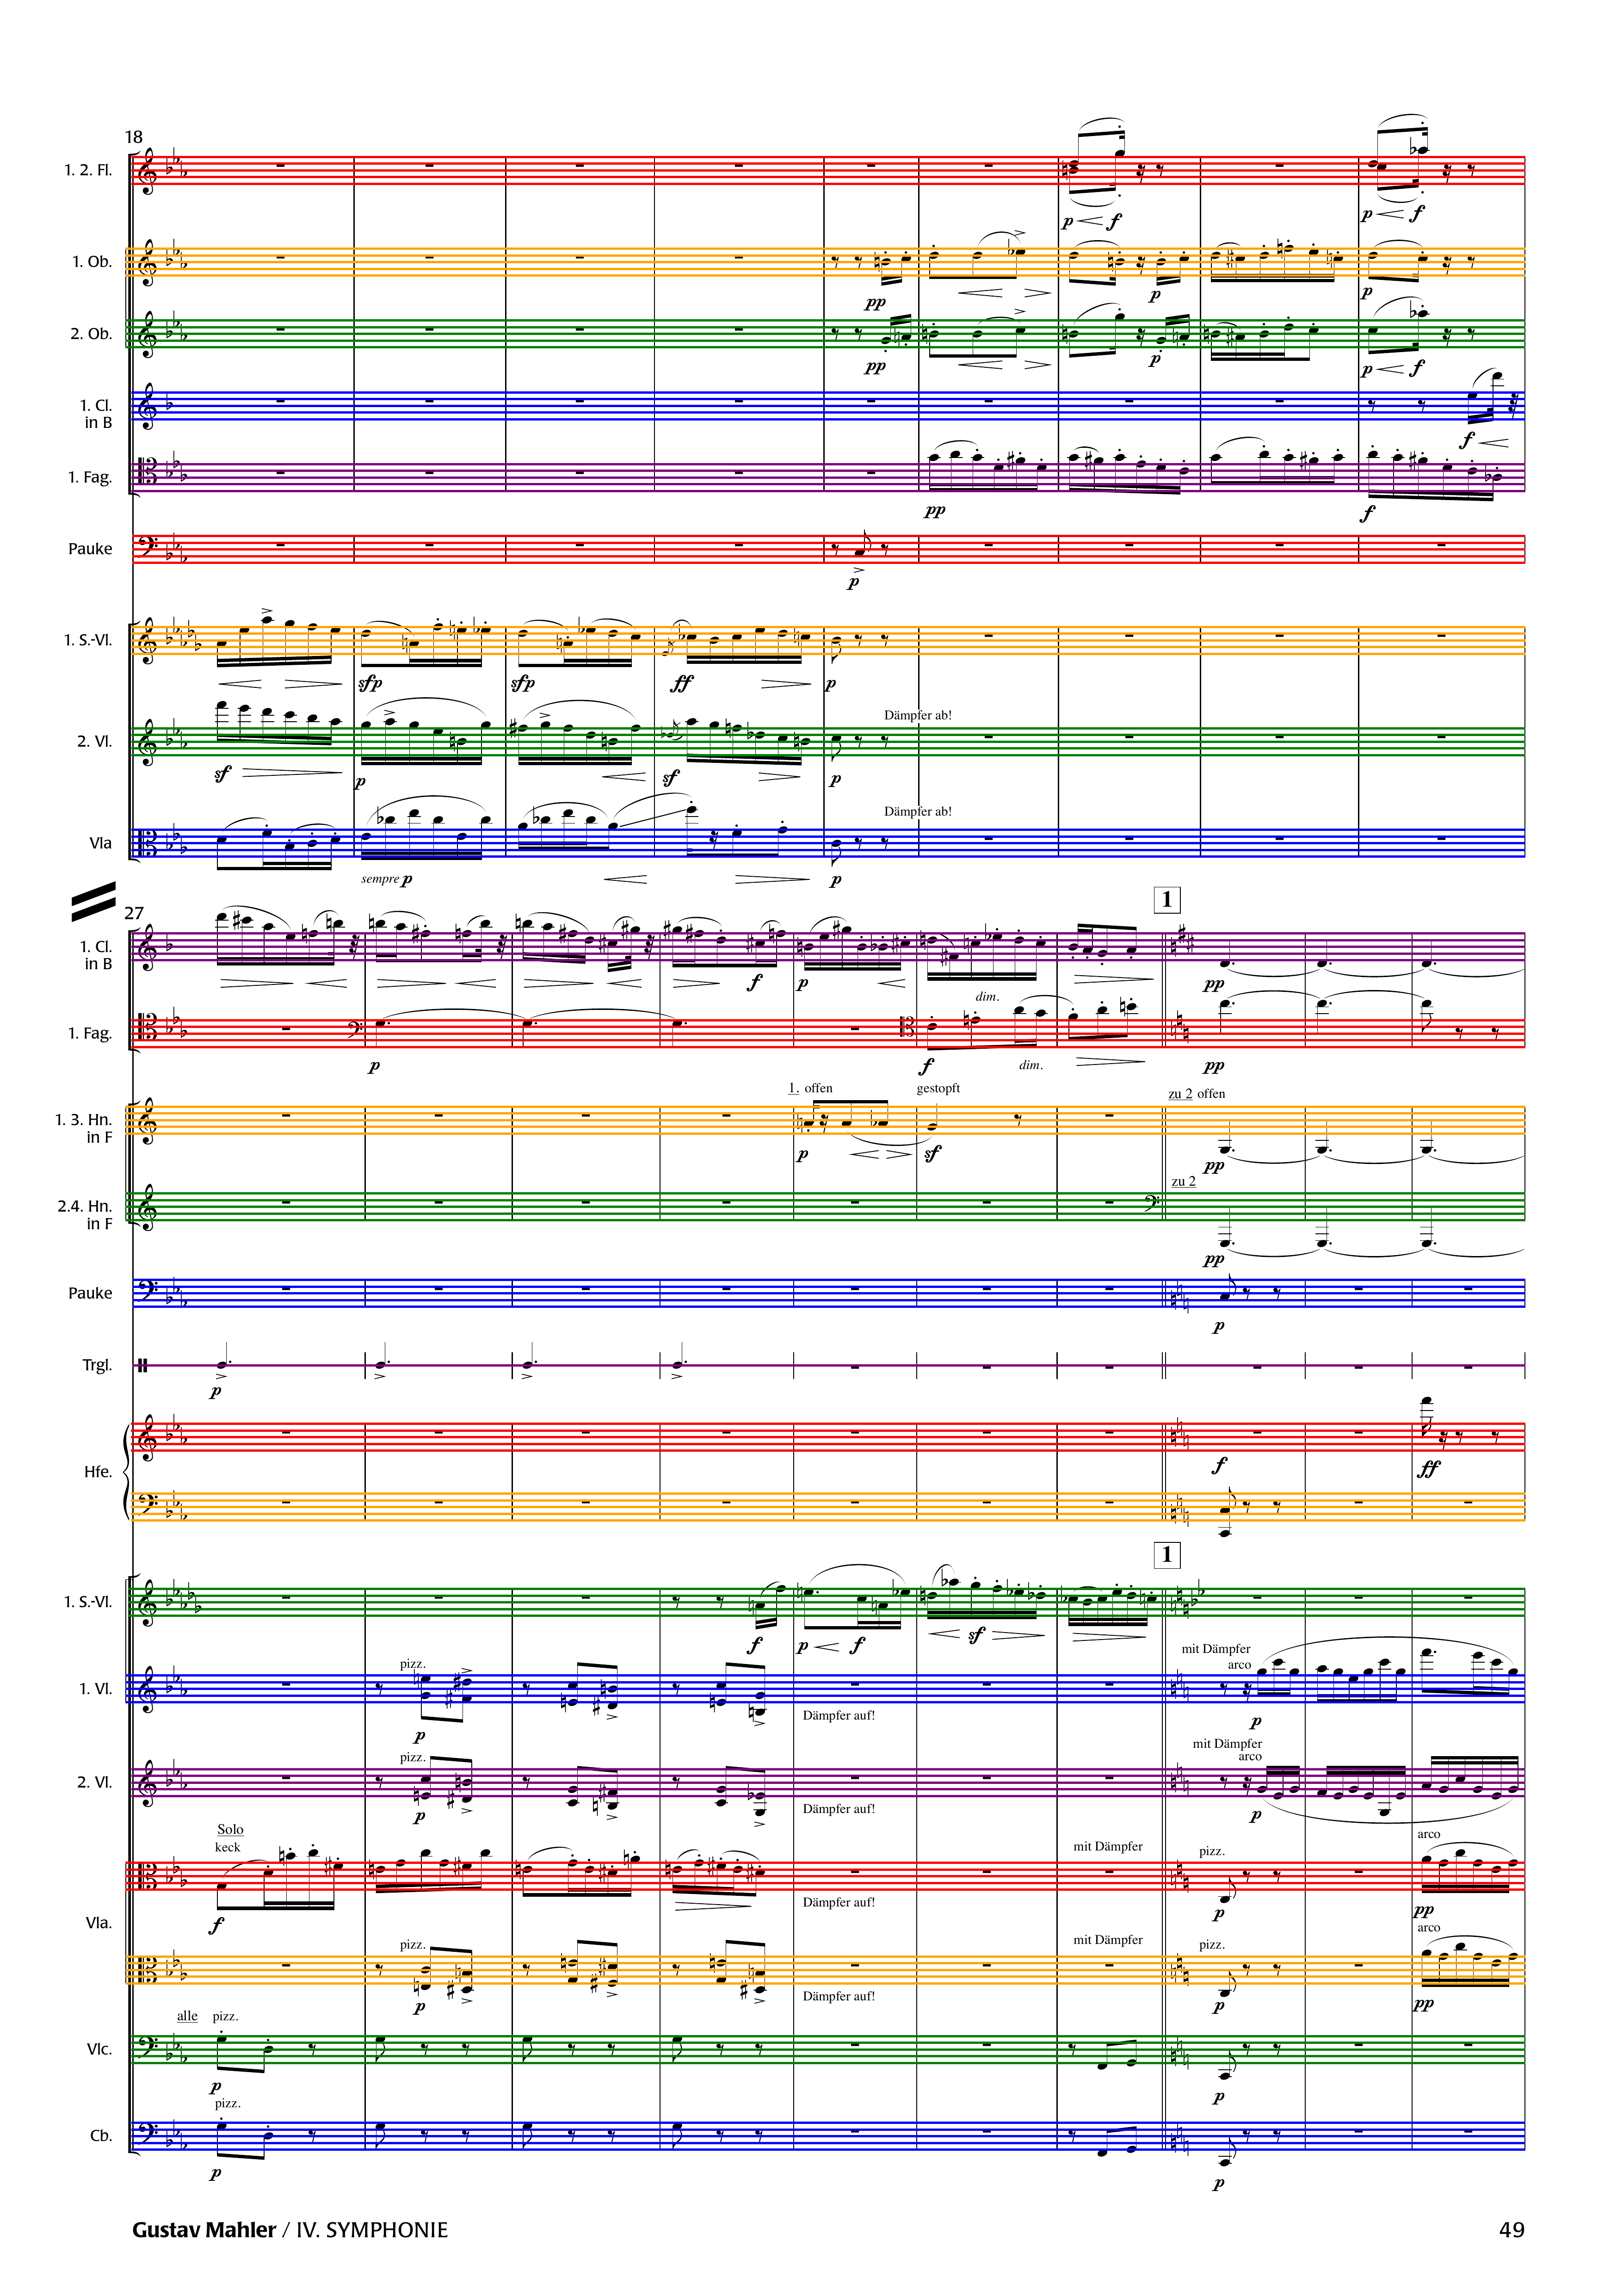 18
1. 2. Fl.
p f
p f
1. Ob.
pp
p
p
2. Ob.
pp
p
p f
1. Cl.
in B
f
1. Fag.
pp
f
Pauke
p
1. S.-Vl.
sfp
sfp
ff
p
2. Vl.
Dämpfer ab!
sf
p
sf
p
Vla
Dämpfer ab!
sempre p
p
27
1
1. Cl.
in B
f
p
dim.
pp
1. Fag.
p
f
dim.
pp
1. offen
gestopft
zu 2 offen
1. 3. Hn.
in F
p
sf
pp
2.4. Hn.
in F
zu 2
pp
Pauke
p
Trgl.
p
Hfe.
f
ff
1
1. S.-Vl.
f
p f
sf
1. Vl.
pizz.
p
Dämpfer auf!
mit Dämpfer
arco
p
2. Vl.
pizz.
p
Dämpfer auf!
mit Dämpfer
arco
p
Vla.
Solo
keck
f
Dämpfer auf!
mit Dämpfer
pizz.
p
arco
pp
pizz.
p
Dämpfer auf!
mit Dämpfer
pizz.
p
arco
pp
alle pizz.
Vlc.
p
p
pizz.
Cb.
p
p
Gustav Mahler / IV. SYMPHONIE
49